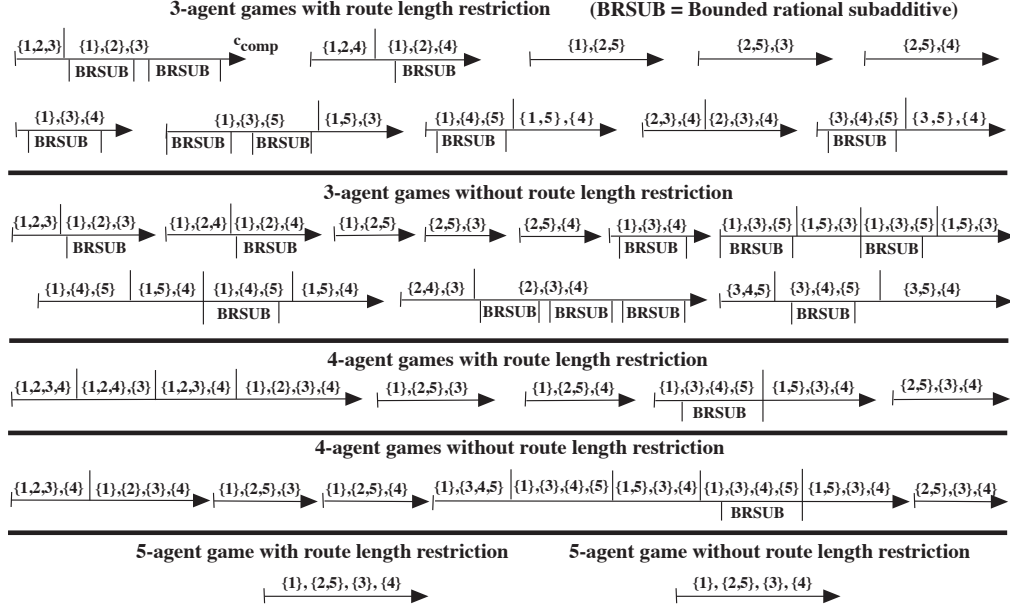 3-agent games with route length restriction (BRSUB = Bounded rational subadditive)
{1,2,3} {1},{2},{3} c_comp {1,2,4} {1},{2},{4} {1},{2,5} {2,5},{3} {2,5},{4}
BRSUB BRSUB BRSUB
{1},{3},{4} {1},{3},{5} {1,5},{3} {1},{4},{5} {1,5},{4} {2,3},{4} {2},{3},{4} {3},{4},{5} {3,5},{4}
BRSUB BRSUB BRSUB BRSUB BRSUB
3-agent games without route length restriction
{1,2,3} {1},{2},{3} {1},{2,4} {1},{2},{4} {1},{2,5} {2,5},{3} {2,5},{4} {1},{3},{4} {1},{3},{5} {1,5},{3} {1},{3},{5} {1,5},{3}
BRSUB BRSUB BRSUB BRSUB BRSUB
{1},{4},{5} {1,5},{4} {1},{4},{5} {1,5},{4} {2,4},{3} {2},{3},{4} {3,4,5} {3},{4},{5} {3,5},{4}
BRSUB BRSUB BRSUB BRSUB BRSUB
4-agent games with route length restriction
{1,2,3,4} {1,2,4},{3} {1,2,3},{4} {1},{2},{3},{4} {1},{2,5},{3} {1},{2,5},{4} {1},{3},{4},{5} {1,5},{3},{4} {2,5},{3},{4}
BRSUB
4-agent games without route length restriction
{1,2,3},{4} {1},{2},{3},{4} {1},{2,5},{3} {1},{2,5},{4} {1},{3,4,5} {1},{3},{4},{5} {1,5},{3},{4} {1},{3},{4},{5} {1,5},{3},{4} {2,5},{3},{4}
BRSUB
5-agent game with route length restriction 5-agent game without route length restriction
{1}, {2,5}, {3}, {4} {1}, {2,5}, {3}, {4}